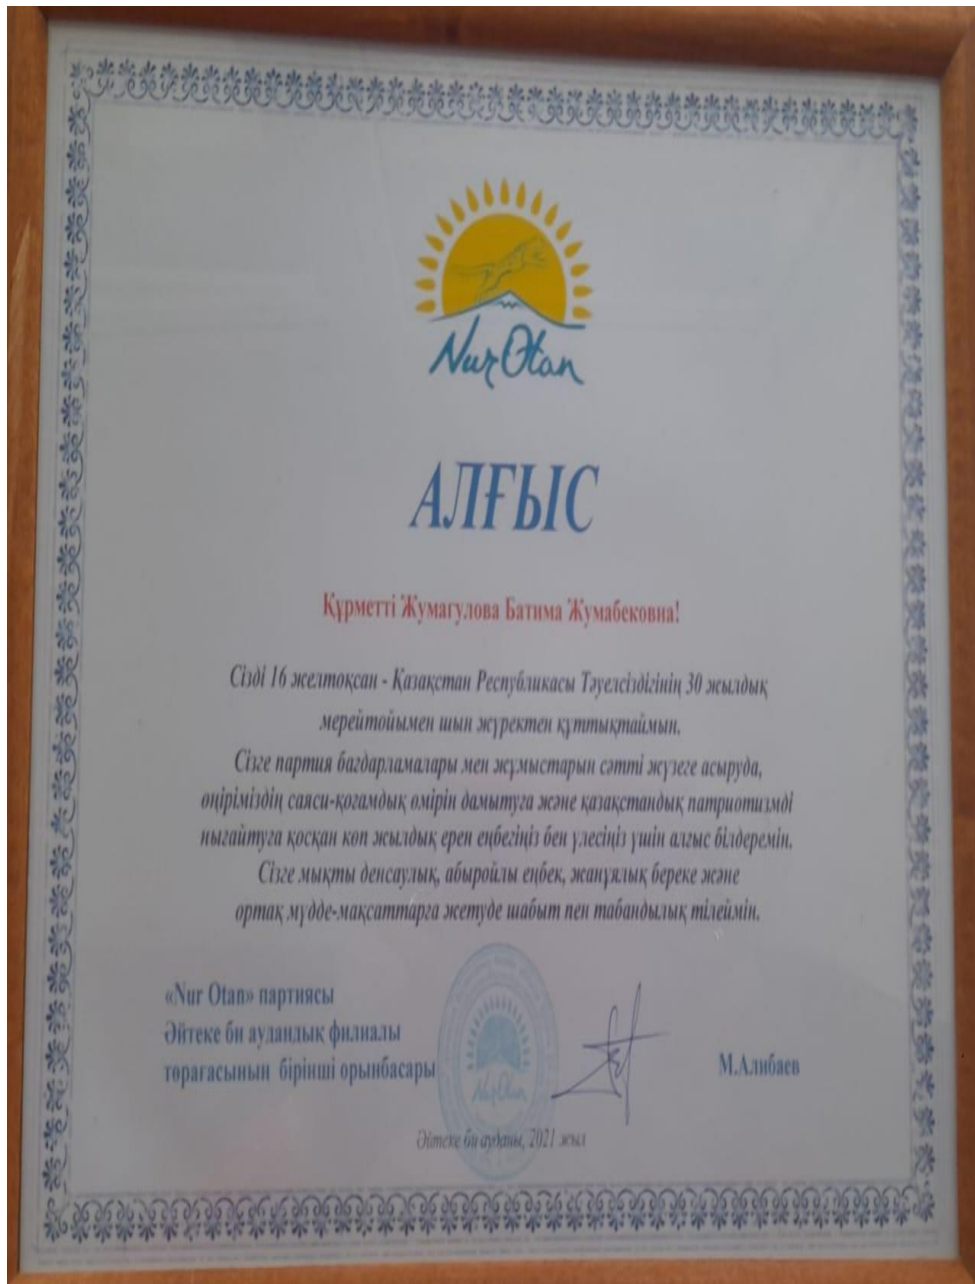 Nur Otan
АЛҒЫС
Құрметті Жумагулова Батима Жумабековна!
Сізді 16 желтоқсан - Қазақстан Республикасы Тәуелсіздігінің 30 жылдық
мерейтойымен шын жүректен құттықтаймын.
Сізге партия бағдарламалары мен жұмыстарын сәтті жүзеге асыруда,
өңіріміздің саяси-қоғамдық өмірін дамытуға және қазақстандық патриотизмді
нығайтуға қосқан көп жылдық ерен еңбегіңіз бен үлесіңіз үшін алғыс білдеремін.
Сізге мықты денсаулық, абыройлы еңбек, жанұялық береке және
ортақ мүдде-мақсаттарға жетуде шабыт пен табандылық тілеймін.
«Nur Otan» партиясы
Әйтеке би аудандық филиалы
төрағасының бірінші орынбасары
М.Алибаев
Nur Otan
Әйтеке би ауданы, 2021 жыл